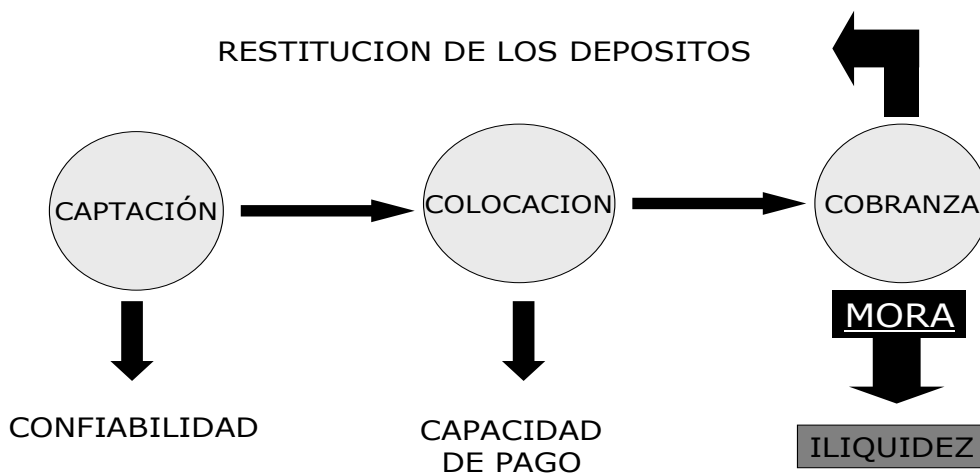 RESTITUCION DE LOS DEPOSITOS
CAPTACIÓN
COLOCACION
COBRANZA
MORA
CONFIABILIDAD
CAPACIDAD
DE PAGO
ILIQUIDEZ